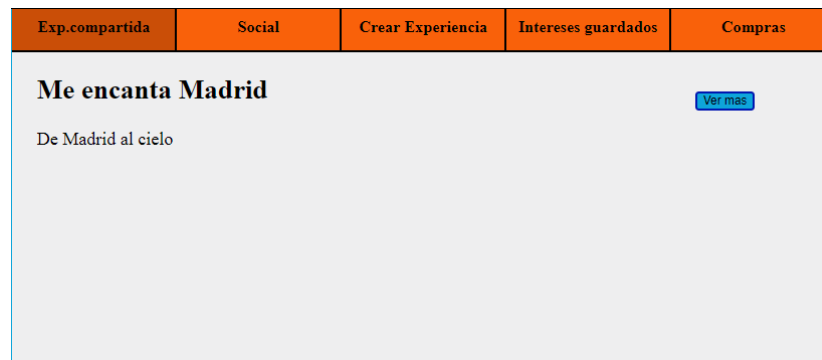 Exp.compartida Social Crear Experiencia Intereses guardados Compras
Me encanta Madrid
Ver mas
De Madrid al cielo